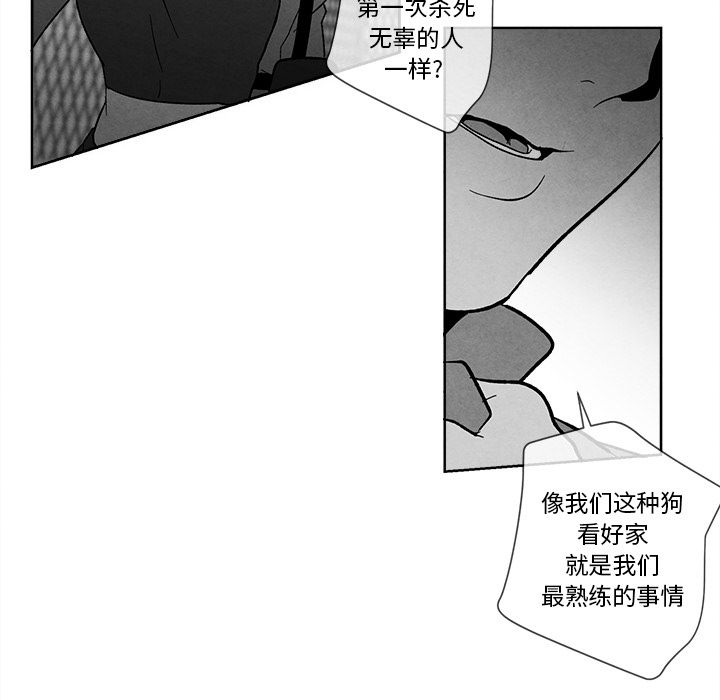 第一次杀死
无辜的人
一样?
像我们这种狗
看好家
就是我们
最熟练的事情